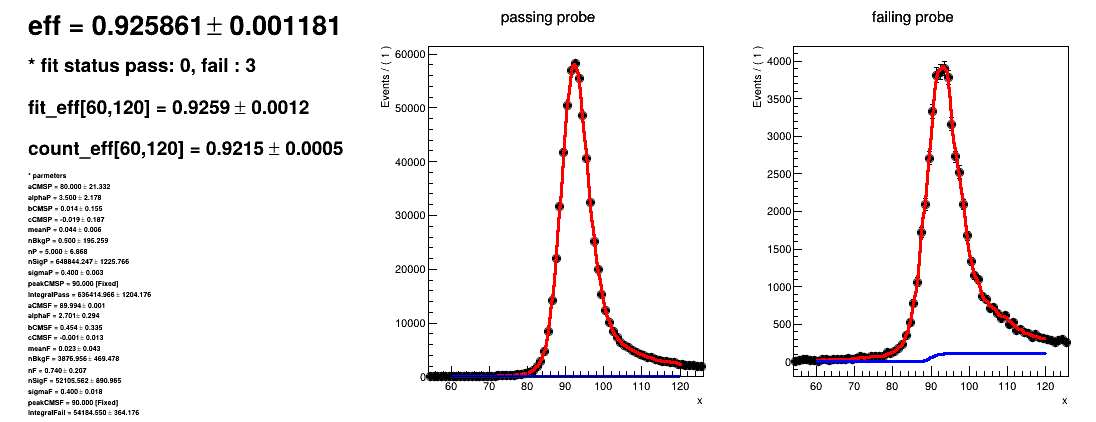 eff = 0.925861 ± 0.001181
* fit status pass: 0, fail : 3
fit_eff[60,120] = 0.9259 ± 0.0012
count_eff[60,120] = 0.9215 ± 0.0005
* parmeters
aCMSP = 80.000 ± 21.332
alphaP = 3.500 ± 2.178
bCMSP = 0.014 ± 0.155
cCMSP = -0.019 ± 0.187
meanP = 0.044 ± 0.006
nBkgP = 0.500 ± 195.259
nP = 5.000 ± 6.868
nSigP = 648844.247 ± 1225.766
sigmaP = 0.400 ± 0.003
peakCMSP = 90.000 [Fixed]
integralPass = 636414.966 ± 1204.176
aCMSF = 89.994 ± 0.001
alphaF = 2.701 ± 0.294
bCMSF = 0.454 ± 0.335
cCMSF = -0.001 ± 0.013
meanF = 0.023 ± 0.043
nBkgF = 3876.956 ± 469.478
nF = 0.740 ± 0.207
nSigF = 52105.562 ± 890.965
sigmaF = 0.400 ± 0.018
peakCMSF = 90.000 [Fixed]
integralFail = 54184.550 ± 364.176
passing probe
Events / ( 1 )
60000
50000
40000
30000
20000
10000
0
60 70 80 90 100 110 120
x
failing probe
Events / ( 1 )
4000
3500
3000
2500
2000
1500
1000
500
0
60 70 80 90 100 110 120
x